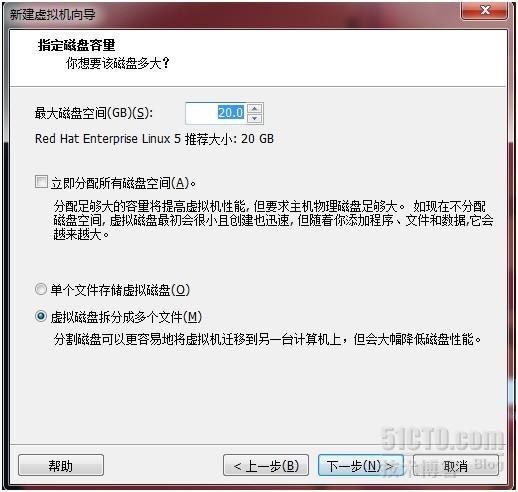 新建虚拟机向导
指定磁盘容量
你想要该磁盘多大?
最大磁盘空间(GB)(S): 20.0
Red Hat Enterprise Linux 5 推荐大小: 20 GB
立即分配所有磁盘空间(A)。
分配足够大的容量将提高虚拟机性能, 但要求主机物理磁盘足够大。 如现在不分配
磁盘空间, 虚拟磁盘最初会很小且创建也迅速, 但随着你添加程序、文件和数据,它会
越来越大。
单个文件存储虚拟磁盘(O)
虚拟磁盘拆分成多个文件(M)
分割磁盘可以更容易地将虚拟机迁移到另一台计算机上，但会大幅降低磁盘性能。
51CTO.com
技术博客 Blog
帮助 < 上一步(B) 下一步(N) > 取消